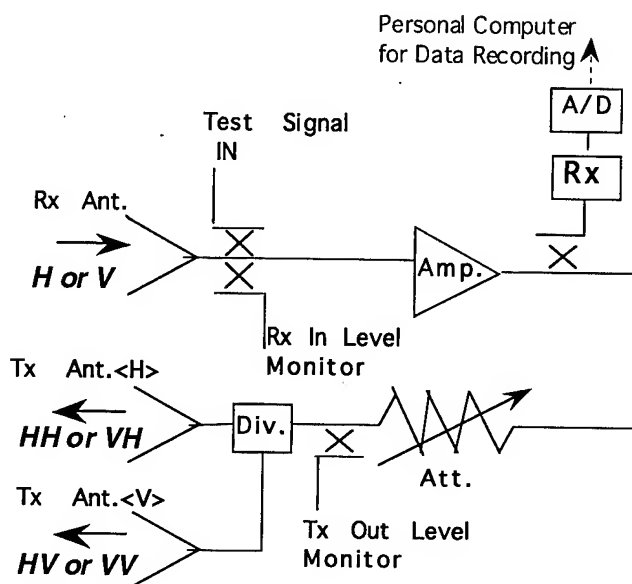 Personal Computer
for Data Recording
A/D
Test Signal
IN
Rx
Rx Ant.
H or V
Amp.
Rx In Level
Monitor
Tx Ant.<H>
HH or VH
Div.
Att.
Tx Ant.<V>
HV or VV
Tx Out Level
Monitor